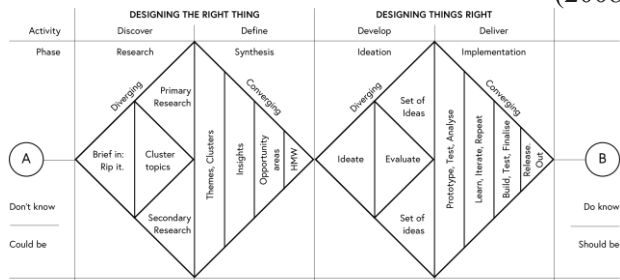 (2008
DESIGNING THE RIGHT THING
DESIGNING THINGS RIGHT
Activity
Discover
Define
Develop
Deliver
Phase
Research
Synthesis
Ideation
Implementation
Diverging
Primary
Research
Converging
Diverging
Set of
Ideas
Converging
A
Brief in:
Rip it.
Cluster
topics
Themes, Clusters
Insights
Opportunity
areas
HMW
Ideate
Evaluate
Prototype, Test, Analyse
Learn, Iterate, Repeat
Build, Test, Finalise
Release.
Out
B
Don't know
Secondary
Research
Set of
ideas
Do know
Could be
Should be